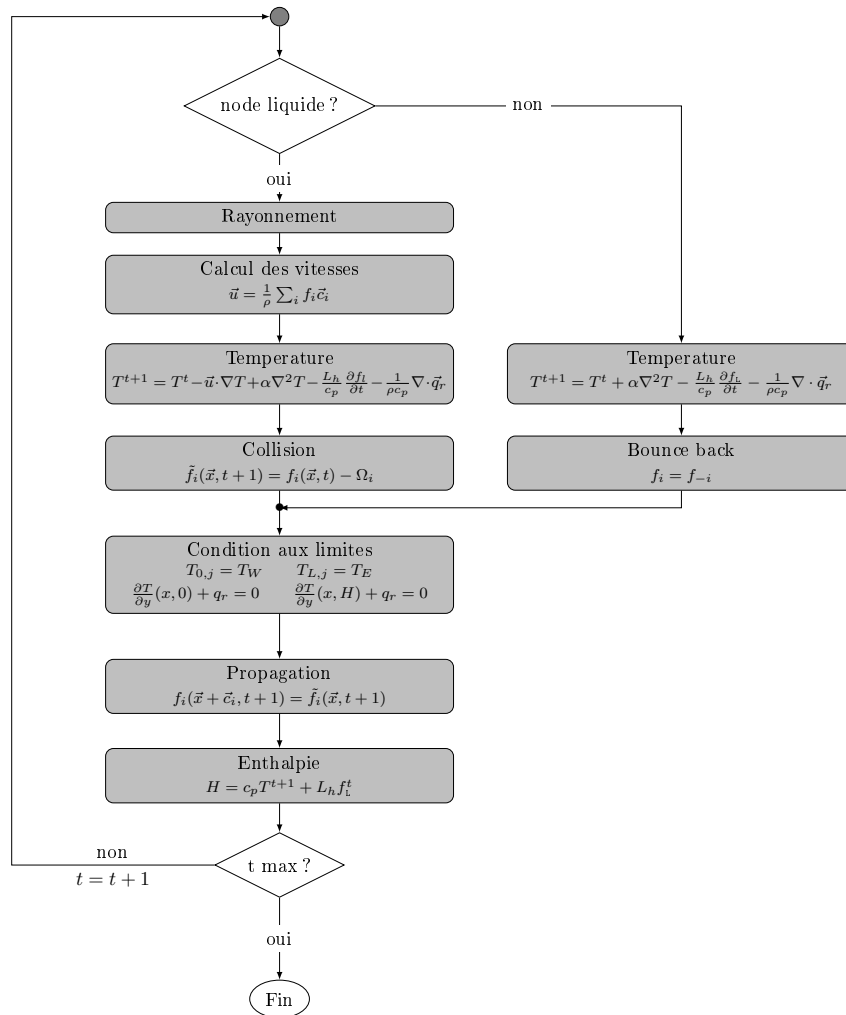 node liquide ?
non
oui
Rayonnement
Calcul des vitesses
$\vec{u} = \frac{1}{\rho} \sum_i f_i \vec{c}_i$
Temperature
$T^{t+1} = T^t - \vec{u} \cdot \nabla T + \alpha \nabla^2 T - \frac{L_h}{c_p} \frac{\partial f_l}{\partial t} - \frac{1}{\rho c_p} \nabla \cdot \vec{q}_r$
Temperature
$T^{t+1} = T^t + \alpha \nabla^2 T - \frac{L_h}{c_p} \frac{\partial f_L}{\partial t} - \frac{1}{\rho c_p} \nabla \cdot \vec{q}_r$
Collision
$\tilde{f}_i(\vec{x}, t+1) = f_i(\vec{x}, t) - \Omega_i$
Bounce back
$f_i = f_{-i}$
Condition aux limites
$T_{0,j} = T_W \quad T_{L,j} = T_E$
$\frac{\partial T}{\partial y}(x, 0) + q_r = 0 \quad \frac{\partial T}{\partial y}(x, H) + q_r = 0$
Propagation
$f_i(\vec{x} + \vec{c}_i, t+1) = \tilde{f}_i(\vec{x}, t+1)$
Enthalpie
$H = c_p T^{t+1} + L_h f_L^t$
non
$t = t+1$
t max ?
oui
Fin